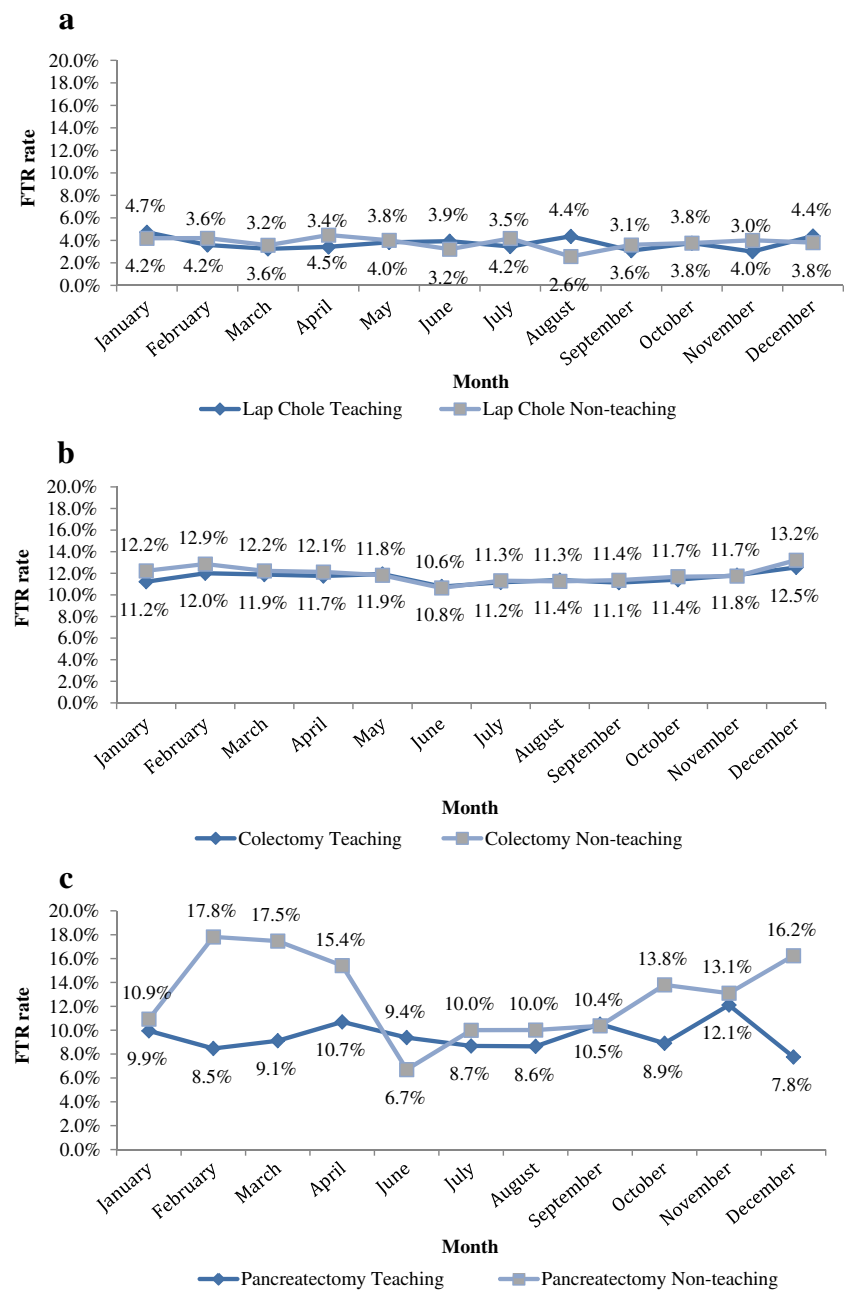 a
20.0%
18.0%
16.0%
14.0%
12.0%
10.0%
8.0%
6.0%
4.0%
2.0%
0.0%
FTR rate
4.7% 3.6% 3.2% 3.4% 3.8% 3.9% 3.5% 4.4% 3.1% 3.8% 3.0% 4.4%
4.2% 4.2% 3.6% 4.5% 4.0% 3.2% 4.2% 2.6% 3.6% 3.8% 4.0% 3.8%
January February March April May June July August September October November December
Month
Lap Chole Teaching Lap Chole Non-teaching
b
20.0%
18.0%
16.0%
14.0%
12.0%
10.0%
8.0%
6.0%
4.0%
2.0%
0.0%
FTR rate
12.2% 12.9% 12.2% 12.1% 11.8% 10.6% 11.3% 11.3% 11.4% 11.7% 11.7% 13.2%
11.2% 12.0% 11.9% 11.7% 11.9% 10.8% 11.2% 11.4% 11.1% 11.4% 11.8% 12.5%
January February March April May June July August September October November December
Month
Colectomy Teaching Colectomy Non-teaching
c
20.0%
18.0%
16.0%
14.0%
12.0%
10.0%
8.0%
6.0%
4.0%
2.0%
0.0%
FTR rate
10.9% 17.8% 17.5% 15.4% 9.4% 10.0% 10.0% 10.4% 13.8% 13.1% 16.2%
9.9% 8.5% 9.1% 10.7% 6.7% 8.7% 8.6% 10.5% 8.9% 12.1% 7.8%
January February March April June July August September October November December
Month
Pancreatectomy Teaching Pancreatectomy Non-teaching